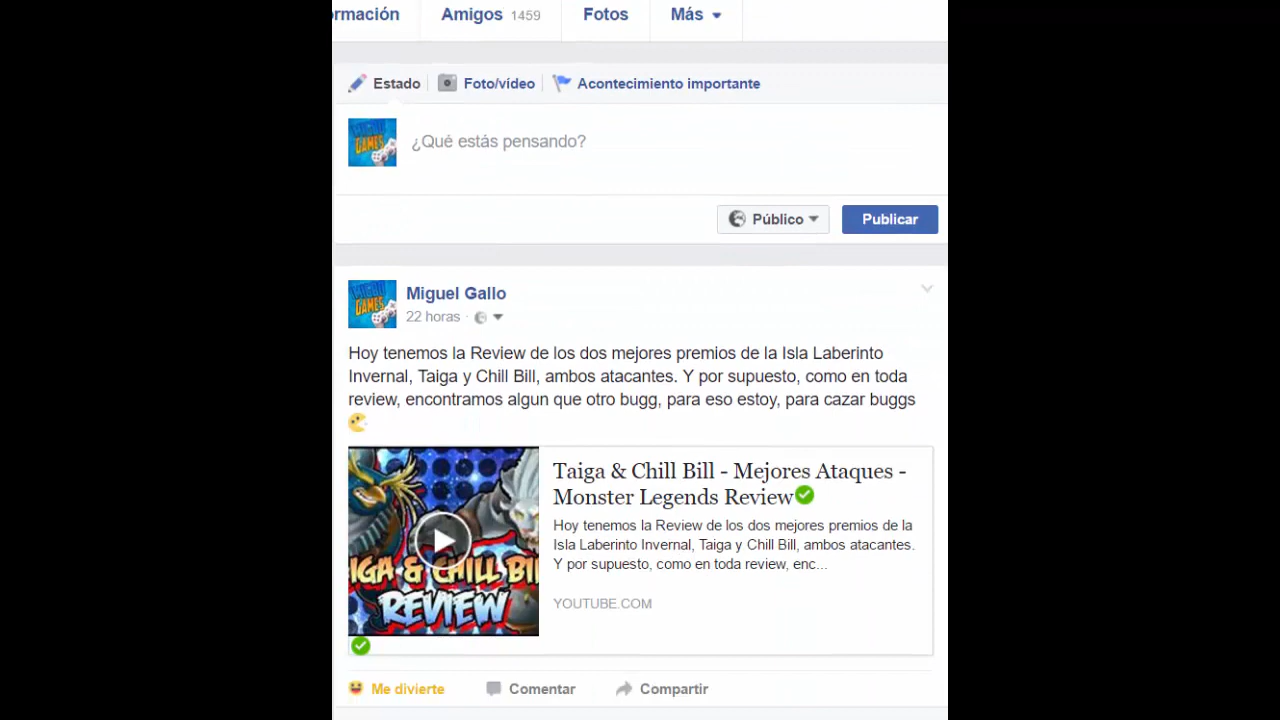 rmación
Amigos 1459
Fotos
Más
Estado
Foto/vídeo
Acontecimiento importante
GAMES
¿Qué estás pensando?
Público
Publicar
GAMES
Miguel Gallo
22 horas ·
Hoy tenemos la Review de los dos mejores premios de la Isla Laberinto
Invernal, Taiga y Chill Bill, ambos atacantes. Y por supuesto, como en toda
review, encontramos algun que otro bugg, para eso estoy, para cazar buggs
IGA & CHILL BI
REVIEW
Taiga & Chill Bill - Mejores Ataques -
Monster Legends Review
Hoy tenemos la Review de los dos mejores premios de la
Isla Laberinto Invernal, Taiga y Chill Bill, ambos atacantes.
Y por supuesto, como en toda review, enc...
YOUTUBE.COM
Me divierte
Comentar
Compartir